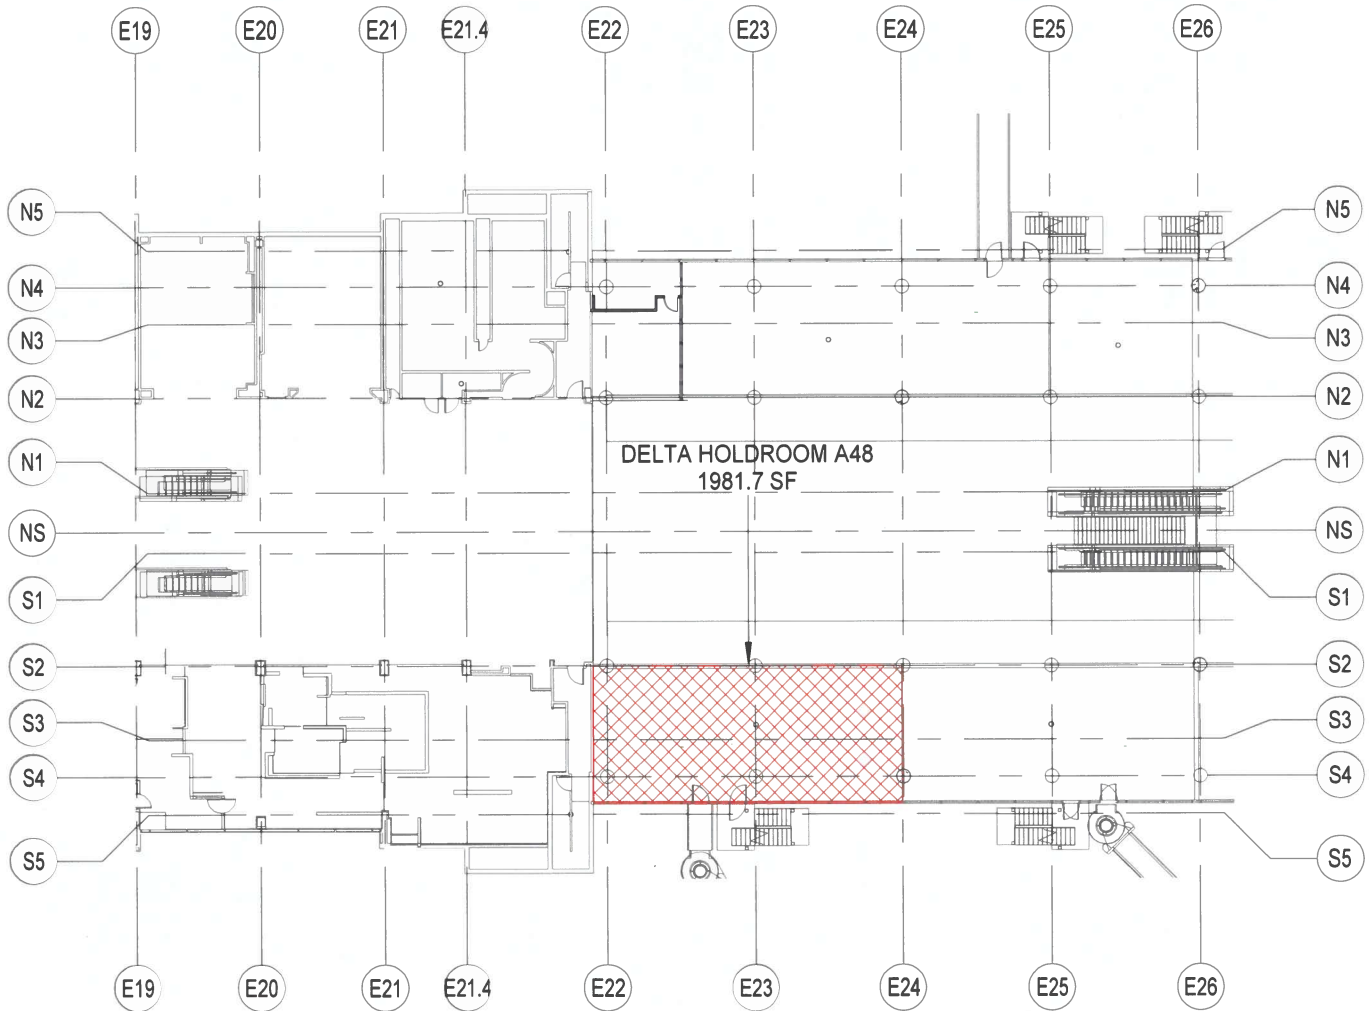 E19 E20 E21 E21.4 E22 E23 E24 E25 E26
N5 N5
N4 N4
N3 N3
N2 N2
DELTA HOLDROOM A48
1981.7 SF
N1 N1
NS NS
S1 S1
S2 S2
S3 S3
S4 S4
S5 S5
E19 E20 E21 E21.4 E22 E23 E24 E25 E26